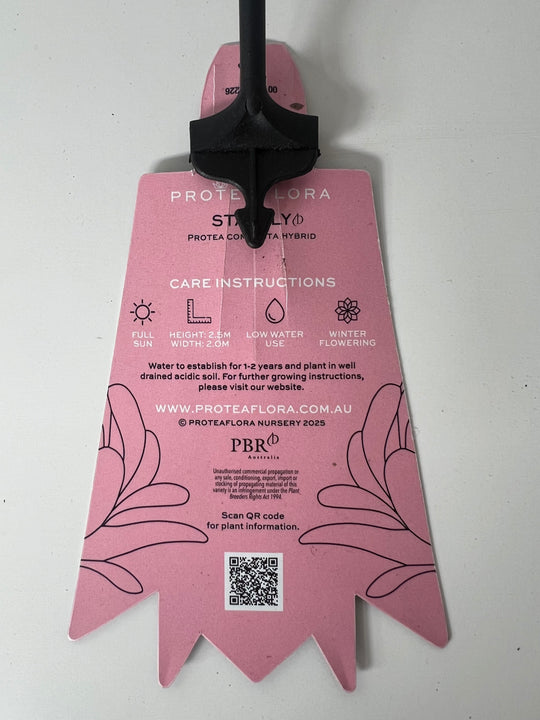 226
PROTEAFLORA
PROTEA HYBRID
CARE INSTRUCTIONS
FULL SUN
HEIGHT: 2.5M
WIDTH: 2.0M
LOW WATER USE
WINTER FLOWERING
Water to establish for 1-2 years and plant in well
drained acidic soil. For further growing instructions,
please visit our website.
WWW.PROTEAFLORA.COM.AU
© PROTEAFLORA NURSERY 2025
PBR
Australia
Unauthorised commercial propagation or
any sale, conditioning, export, import or
stocking of propagating material of this
variety is an infringement under the Plant
Breeders Rights Act 1994.
Scan QR code
for plant information.